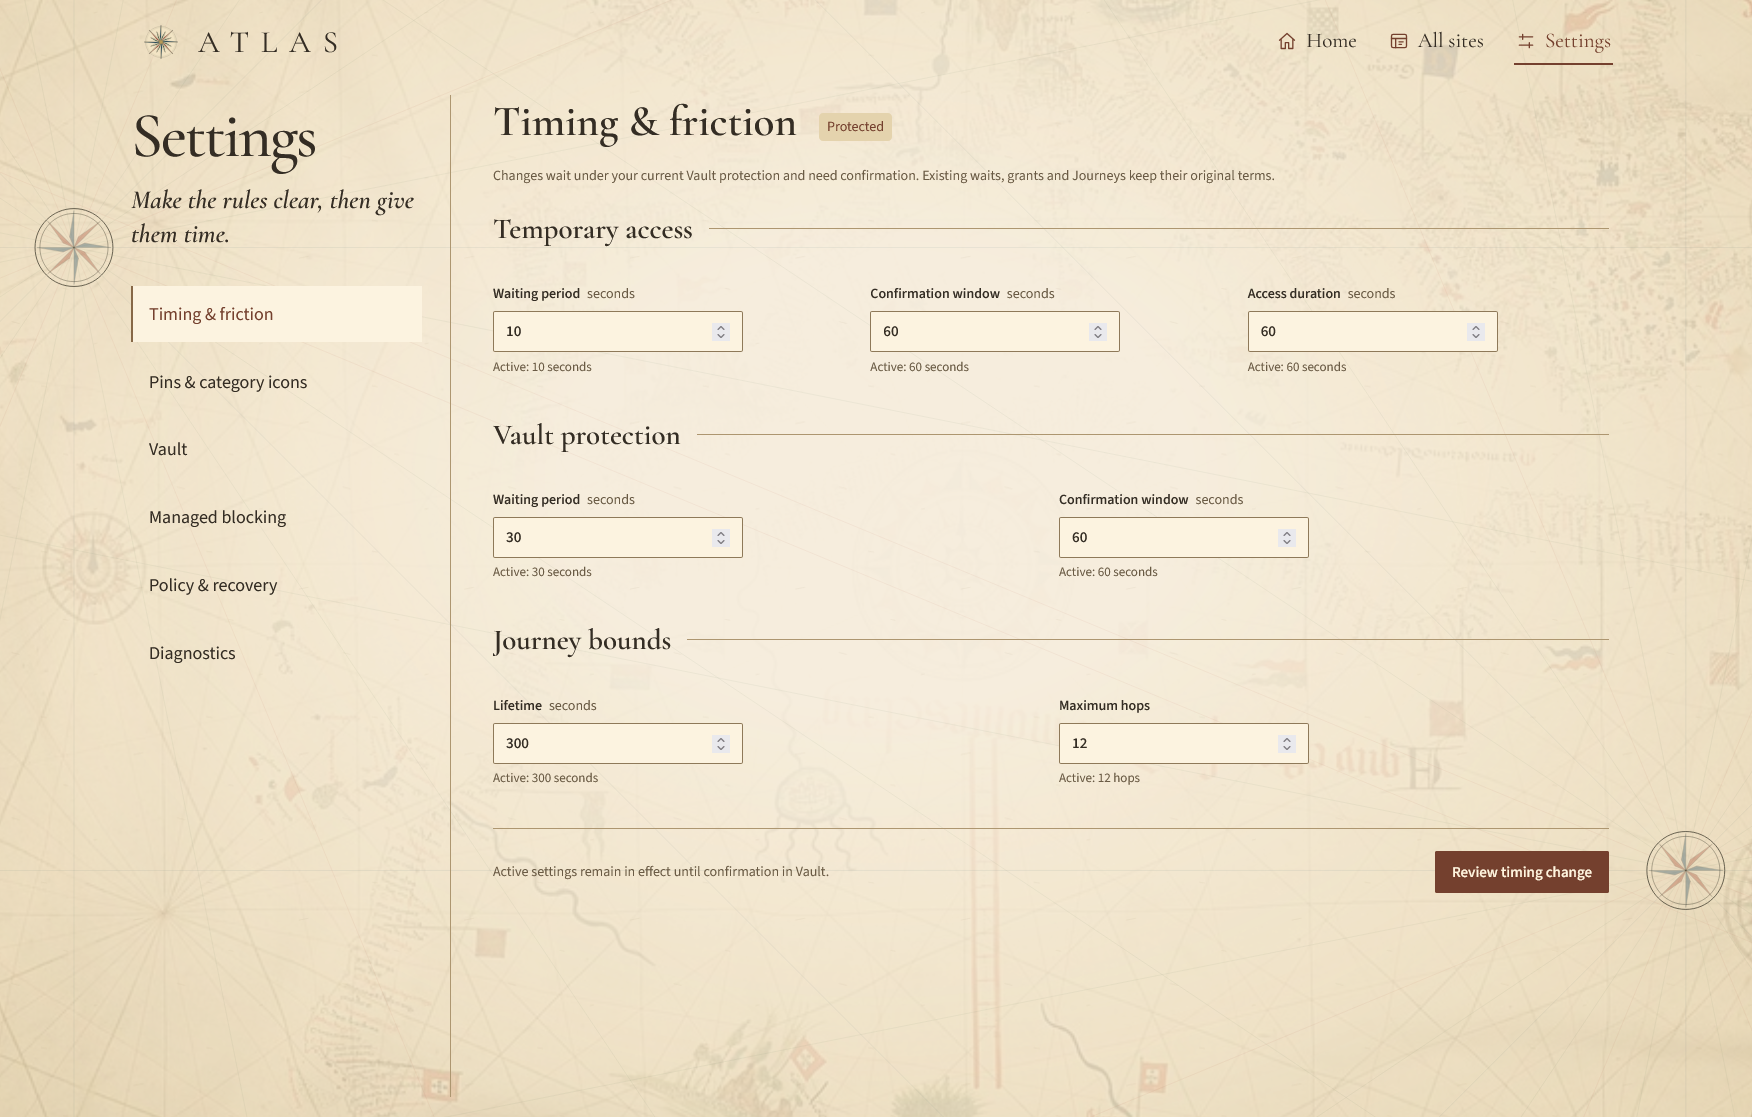 ATLAS
Home
All sites
Settings
Settings
Make the rules clear, then give
them time.
Timing & friction
Pins & category icons
Vault
Managed blocking
Policy & recovery
Diagnostics
Timing & friction
Protected
Changes wait under your current Vault protection and need confirmation. Existing waits, grants and Journeys keep their original terms.
Temporary access
Waiting period seconds
10
Active: 10 seconds
Confirmation window seconds
60
Active: 60 seconds
Access duration seconds
60
Active: 60 seconds
Vault protection
Waiting period seconds
30
Active: 30 seconds
Confirmation window seconds
60
Active: 60 seconds
Journey bounds
Lifetime seconds
300
Active: 300 seconds
Maximum hops
12
Active: 12 hops
Active settings remain in effect until confirmation in Vault.
Review timing change